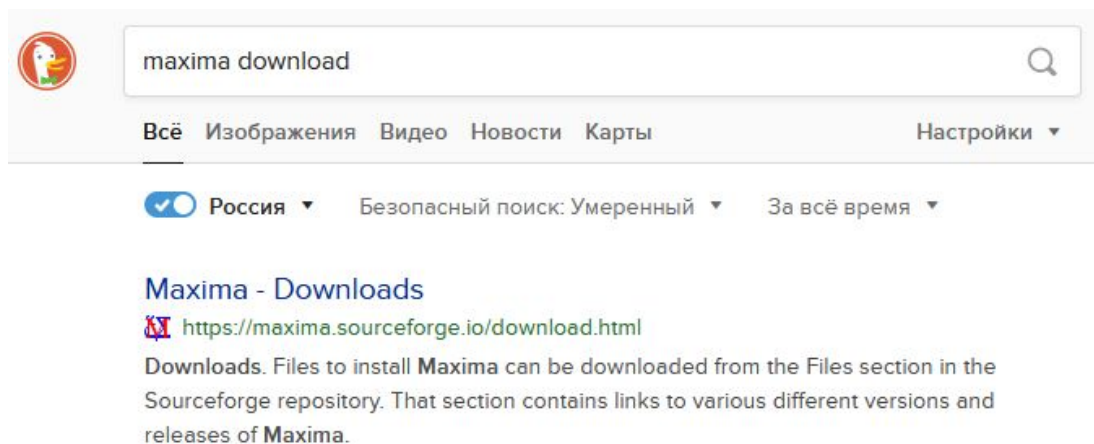 maxima download
Всё Изображения Видео Новости Карты Настройки
Россия Безопасный поиск: Умеренный За всё время
Maxima - Downloads
https://maxima.sourceforge.io/download.html
Downloads. Files to install Maxima can be downloaded from the Files section in the
Sourceforge repository. That section contains links to various different versions and
releases of Maxima.